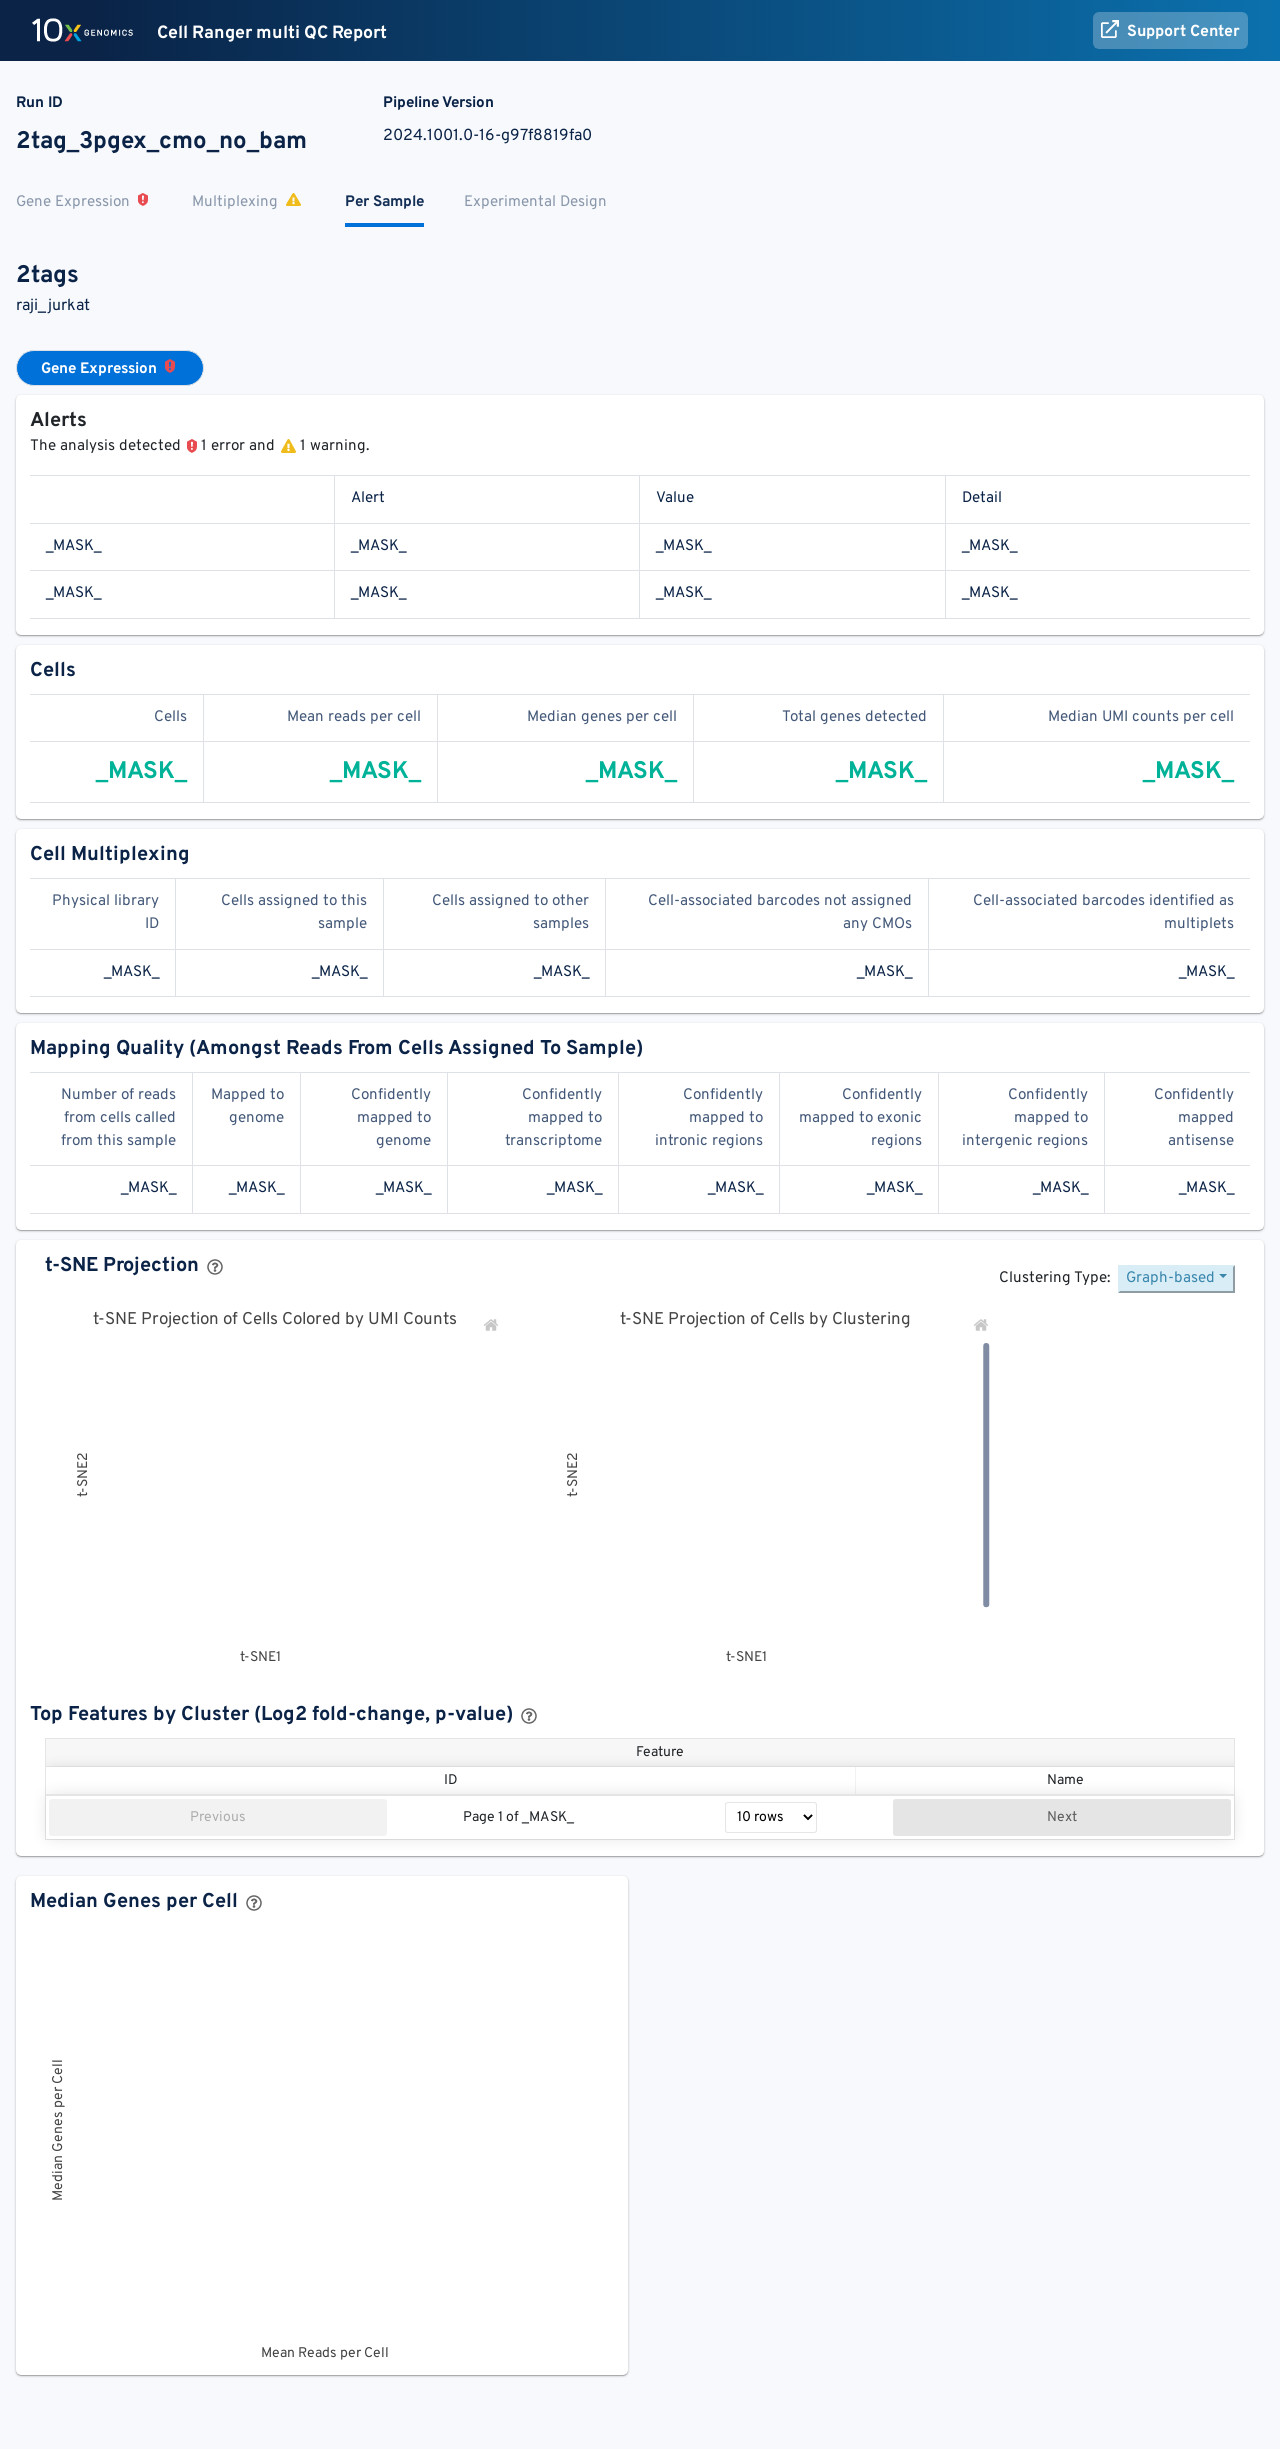 10x GENOMICS Cell Ranger multi QC Report Support Center
Run ID Pipeline Version
2tag_3pgex_cmo_no_bam 2024.1001.0-16-g97f8819fa0
Gene Expression Multiplexing Per Sample Experimental Design
2tags
raji_jurkat
Gene Expression
Alerts
The analysis detected 1 error and 1 warning.
Alert Value Detail
_MASK_ _MASK_ _MASK_ _MASK_
_MASK_ _MASK_ _MASK_ _MASK_
Cells
Cells Mean reads per cell Median genes per cell Total genes detected Median UMI counts per cell
_MASK_ _MASK_ _MASK_ _MASK_ _MASK_
Cell Multiplexing
Physical library Cells assigned to this Cells assigned to other Cell-associated barcodes not assigned Cell-associated barcodes identified as
ID sample samples any CMOs multiplets
_MASK_ _MASK_ _MASK_ _MASK_ _MASK_
Mapping Quality (Amongst Reads From Cells Assigned To Sample)
Number of reads Mapped to Confidently Confidently Confidently Confidently Confidently Confidently
from cells called genome mapped to mapped to mapped to mapped to exonic mapped to mapped
from this sample genome transcriptome intronic regions regions intergenic regions antisense
_MASK_ _MASK_ _MASK_ _MASK_ _MASK_ _MASK_ _MASK_ _MASK_
t-SNE Projection
Clustering Type: Graph-based
t-SNE Projection of Cells Colored by UMI Counts t-SNE Projection of Cells by Clustering
t-SNE2 t-SNE2
t-SNE1 t-SNE1
Top Features by Cluster (Log2 fold-change, p-value)
Feature
ID Name
Previous Page 1 of _MASK_ 10 rows Next
Median Genes per Cell
Median Genes per Cell
Mean Reads per Cell